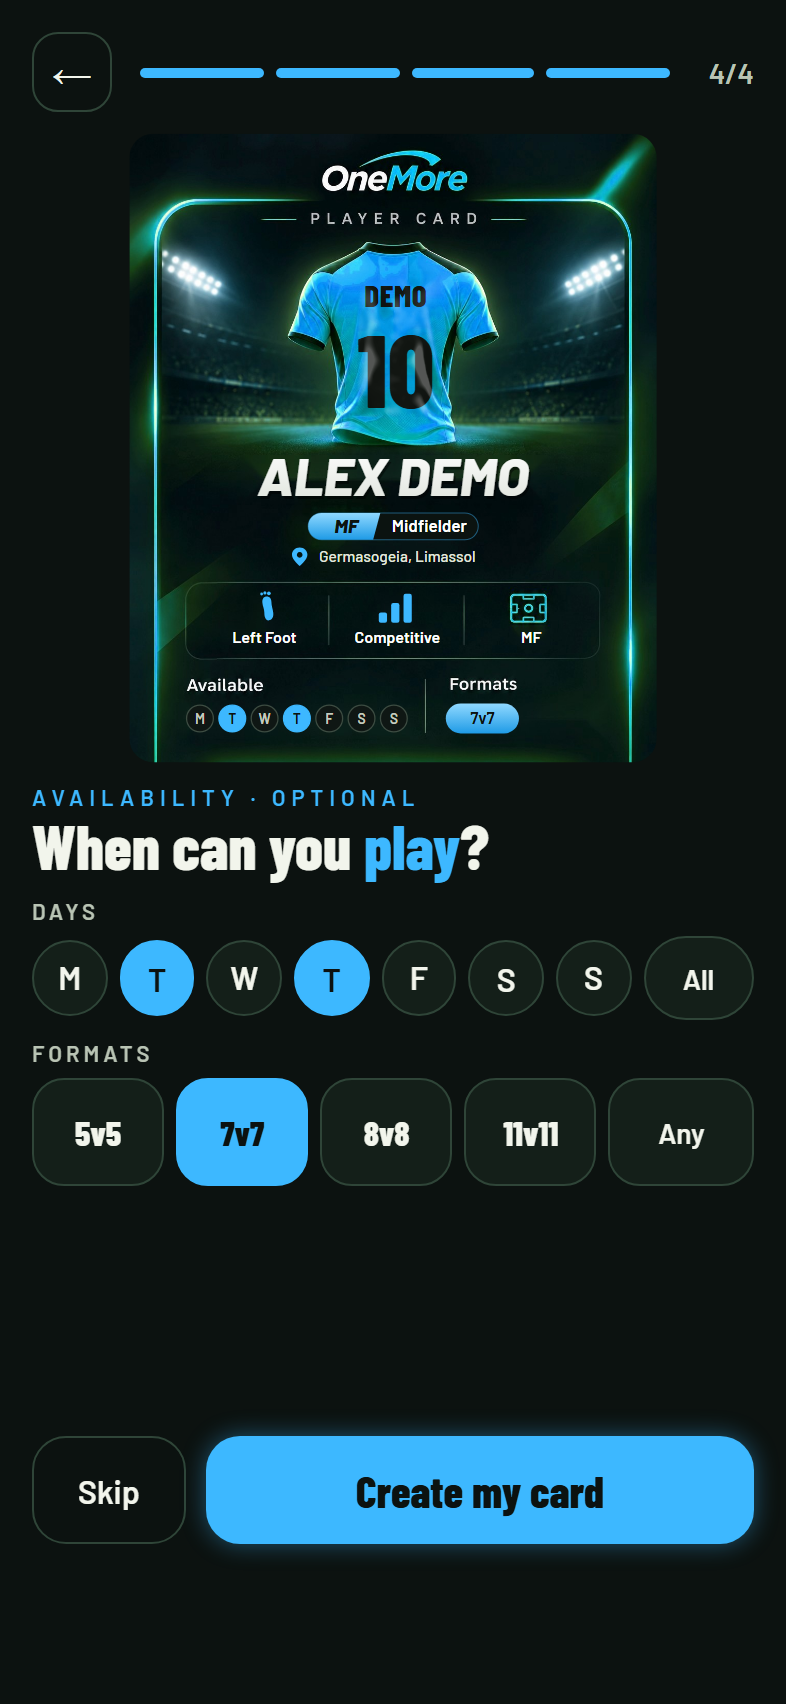 ← 4/4
OneMore
PLAYER CARD
DEMO
10
ALEX DEMO
MF Midfielder
Germasogeia, Limassol
Left Foot Competitive MF
Available Formats
M T W T F S S 7v7
AVAILABILITY · OPTIONAL
When can you play?
DAYS
M T W T F S S All
FORMATS
5v5 7v7 8v8 11v11 Any
Skip Create my card